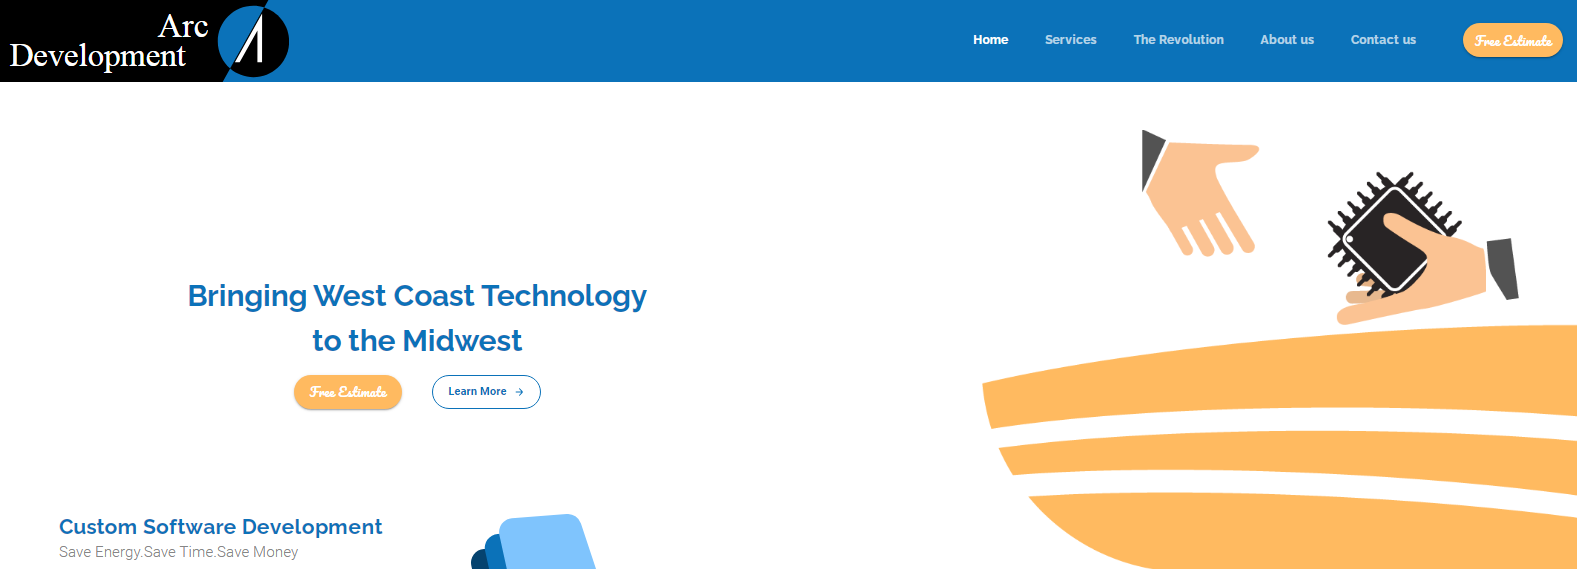 Arc
Development
Home Services The Revolution About us Contact us Free Estimate
Bringing West Coast Technology
to the Midwest
Free Estimate Learn More →
Custom Software Development
Save Energy.Save Time.Save Money